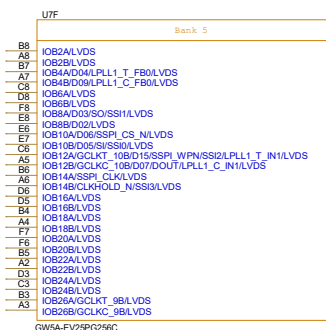 U7F
Bank 5
B8 IOB2A/LVDS
A8 IOB2B/LVDS
B7 IOB4A/D04/LPLL1_T_FB0/LVDS
A7 IOB4B/D09/LPLL1_C_FB0/LVDS
C8 IOB6A/LVDS
D8 IOB6B/LVDS
F8 IOB8A/D03/SO/SSI1/LVDS
E8 IOB8B/D02/LVDS
E6 IOB10A/D06/SSPI_CS_N/LVDS
E7 IOB10B/D05/SI/SSI0/LVDS
C6 IOB12A/GCLKT_10B/D15/SSPI_WPN/SSI2/LPLL1_T_IN1/LVDS
A5 IOB12B/GCLKC_10B/D07/DOUT/LPLL1_C_IN1/LVDS
B6 IOB14A/SSPI_CLK/LVDS
A6 IOB14B/CLKHOLD_N/SSI3/LVDS
D6 IOB16A/LVDS
D5 IOB16B/LVDS
B4 IOB18A/LVDS
A4 IOB18B/LVDS
F7 IOB20A/LVDS
F6 IOB20B/LVDS
B5 IOB22A/LVDS
A2 IOB22B/LVDS
D3 IOB24A/LVDS
C3 IOB24B/LVDS
B3 IOB26A/GCLKT_9B/LVDS
A3 IOB26B/GCLKC_9B/LVDS
GW5A-EV25PG256C